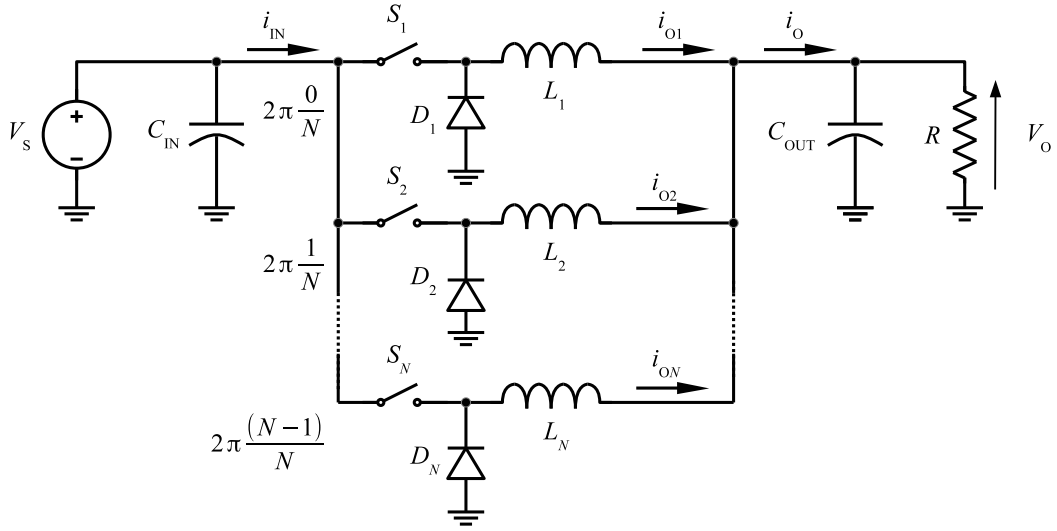 i_IN
S_1
i_O1
i_O
V_S
+
−
C_IN
2π 0/N
D_1
L_1
C_OUT
R
V_O
S_2
i_O2
2π 1/N
D_2
L_2
S_N
i_ON
2π (N−1)/N
D_N
L_N